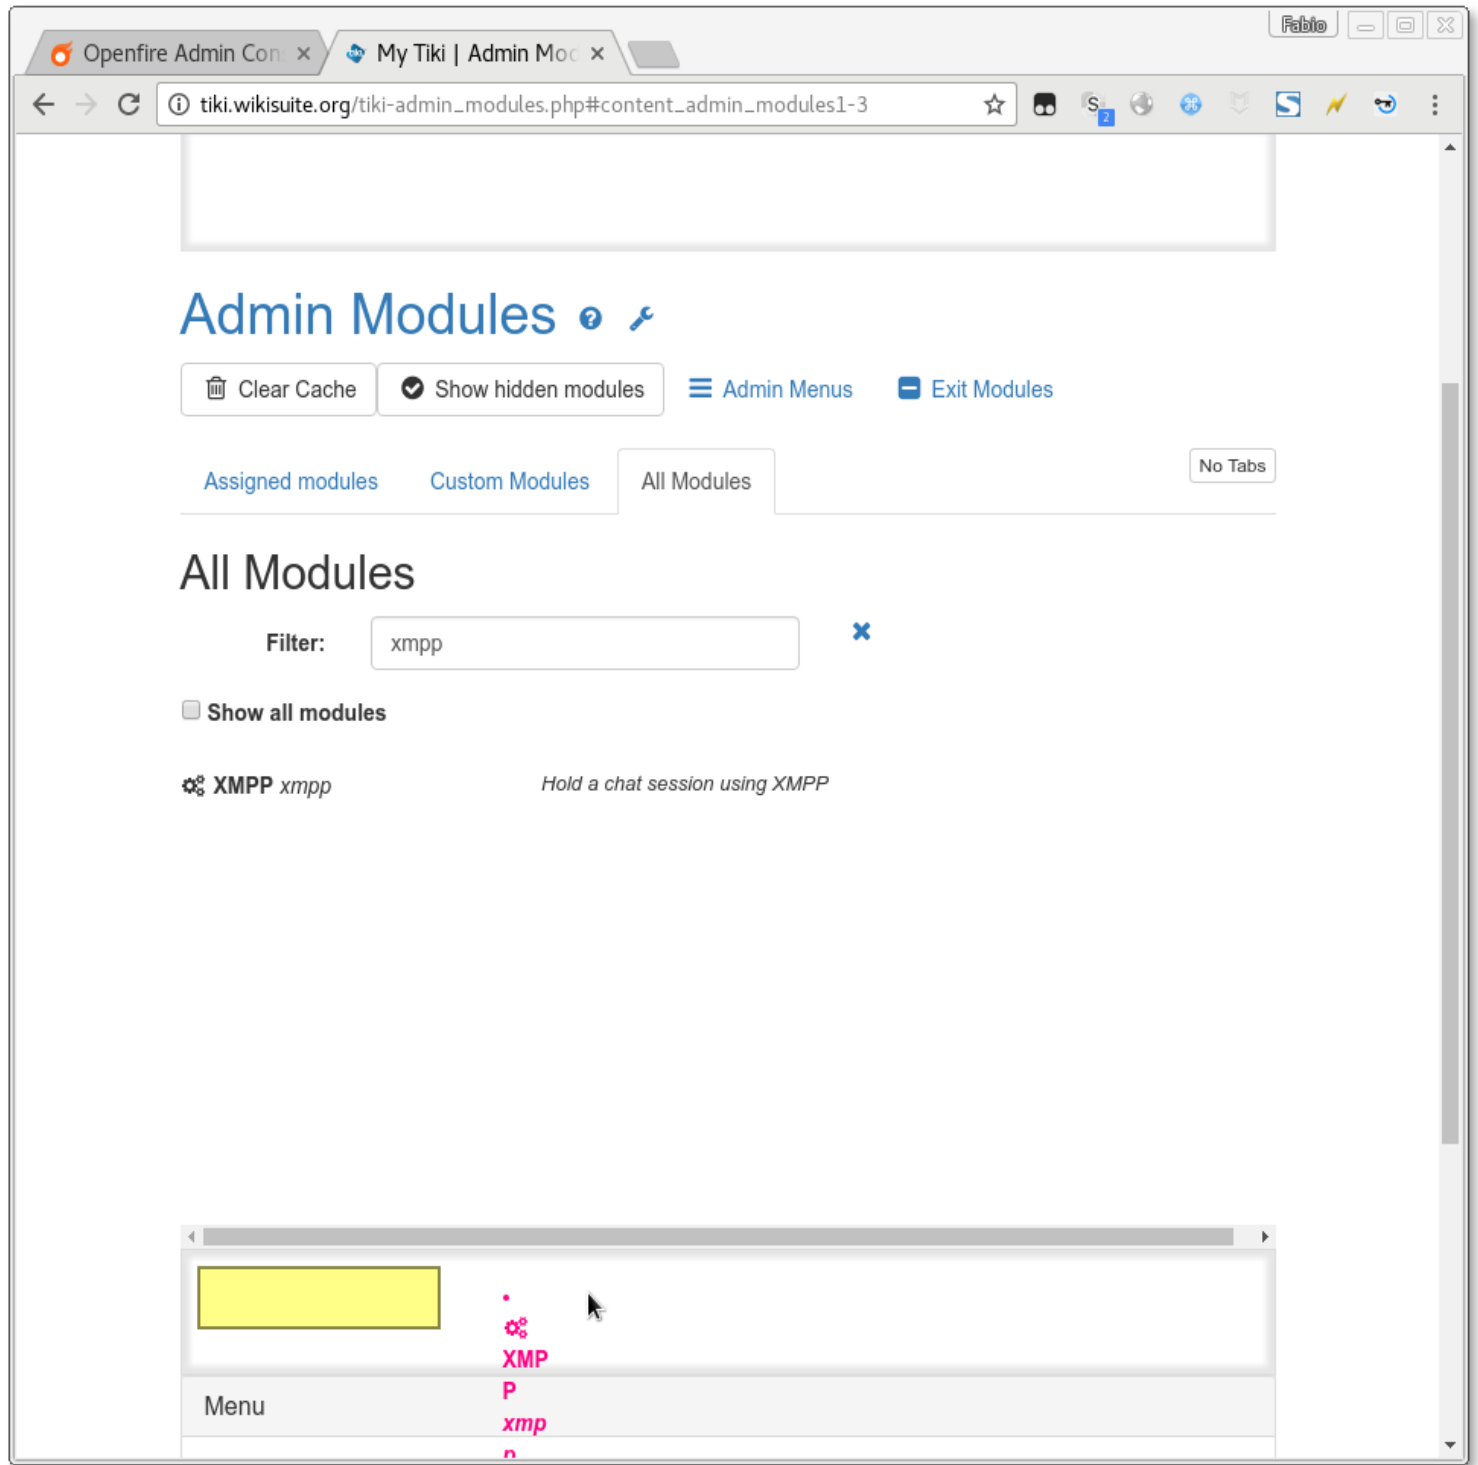 Fabio
Openfire Admin Con
My Tiki | Admin Mod
tiki.wikisuite.org/tiki-admin_modules.php#content_admin_modules1-3
S
2
S
Admin Modules
Clear Cache
Show hidden modules
Admin Menus
Exit Modules
Assigned modules
Custom Modules
All Modules
No Tabs
All Modules
Filter:
xmpp
Show all modules
XMPP xmpp
Hold a chat session using XMPP
XMP
P
xmp
p
Menu